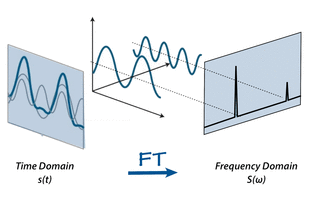 Time Domain
s(t)
FT
Frequency Domain
S(ω)